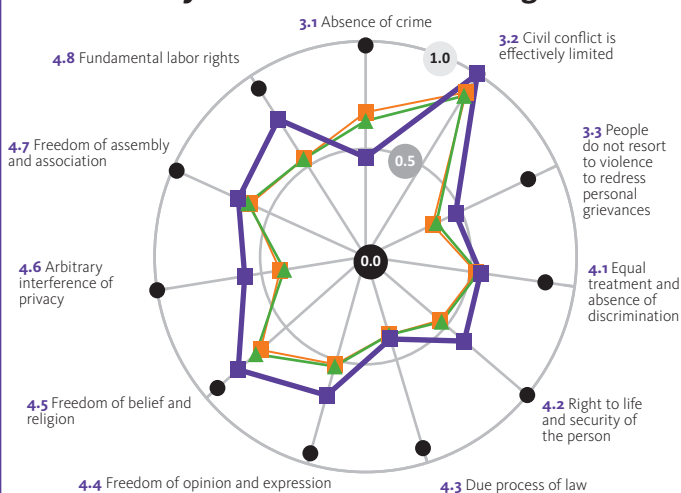 3.1 Absence of crime
1.0
3.2 Civil conflict is
effectively limited
4.8 Fundamental labor rights
0.5
3.3 People
do not resort
to violence
to redress
personal
grievances
4.7 Freedom of assembly
and association
0.0
4.6 Arbitrary
interference of
privacy
4.1 Equal
treatment and
absence of
discrimination
4.5 Freedom of belief and
religion
4.2 Right to life
and security of
the person
4.4 Freedom of opinion and expression
4.3 Due process of law